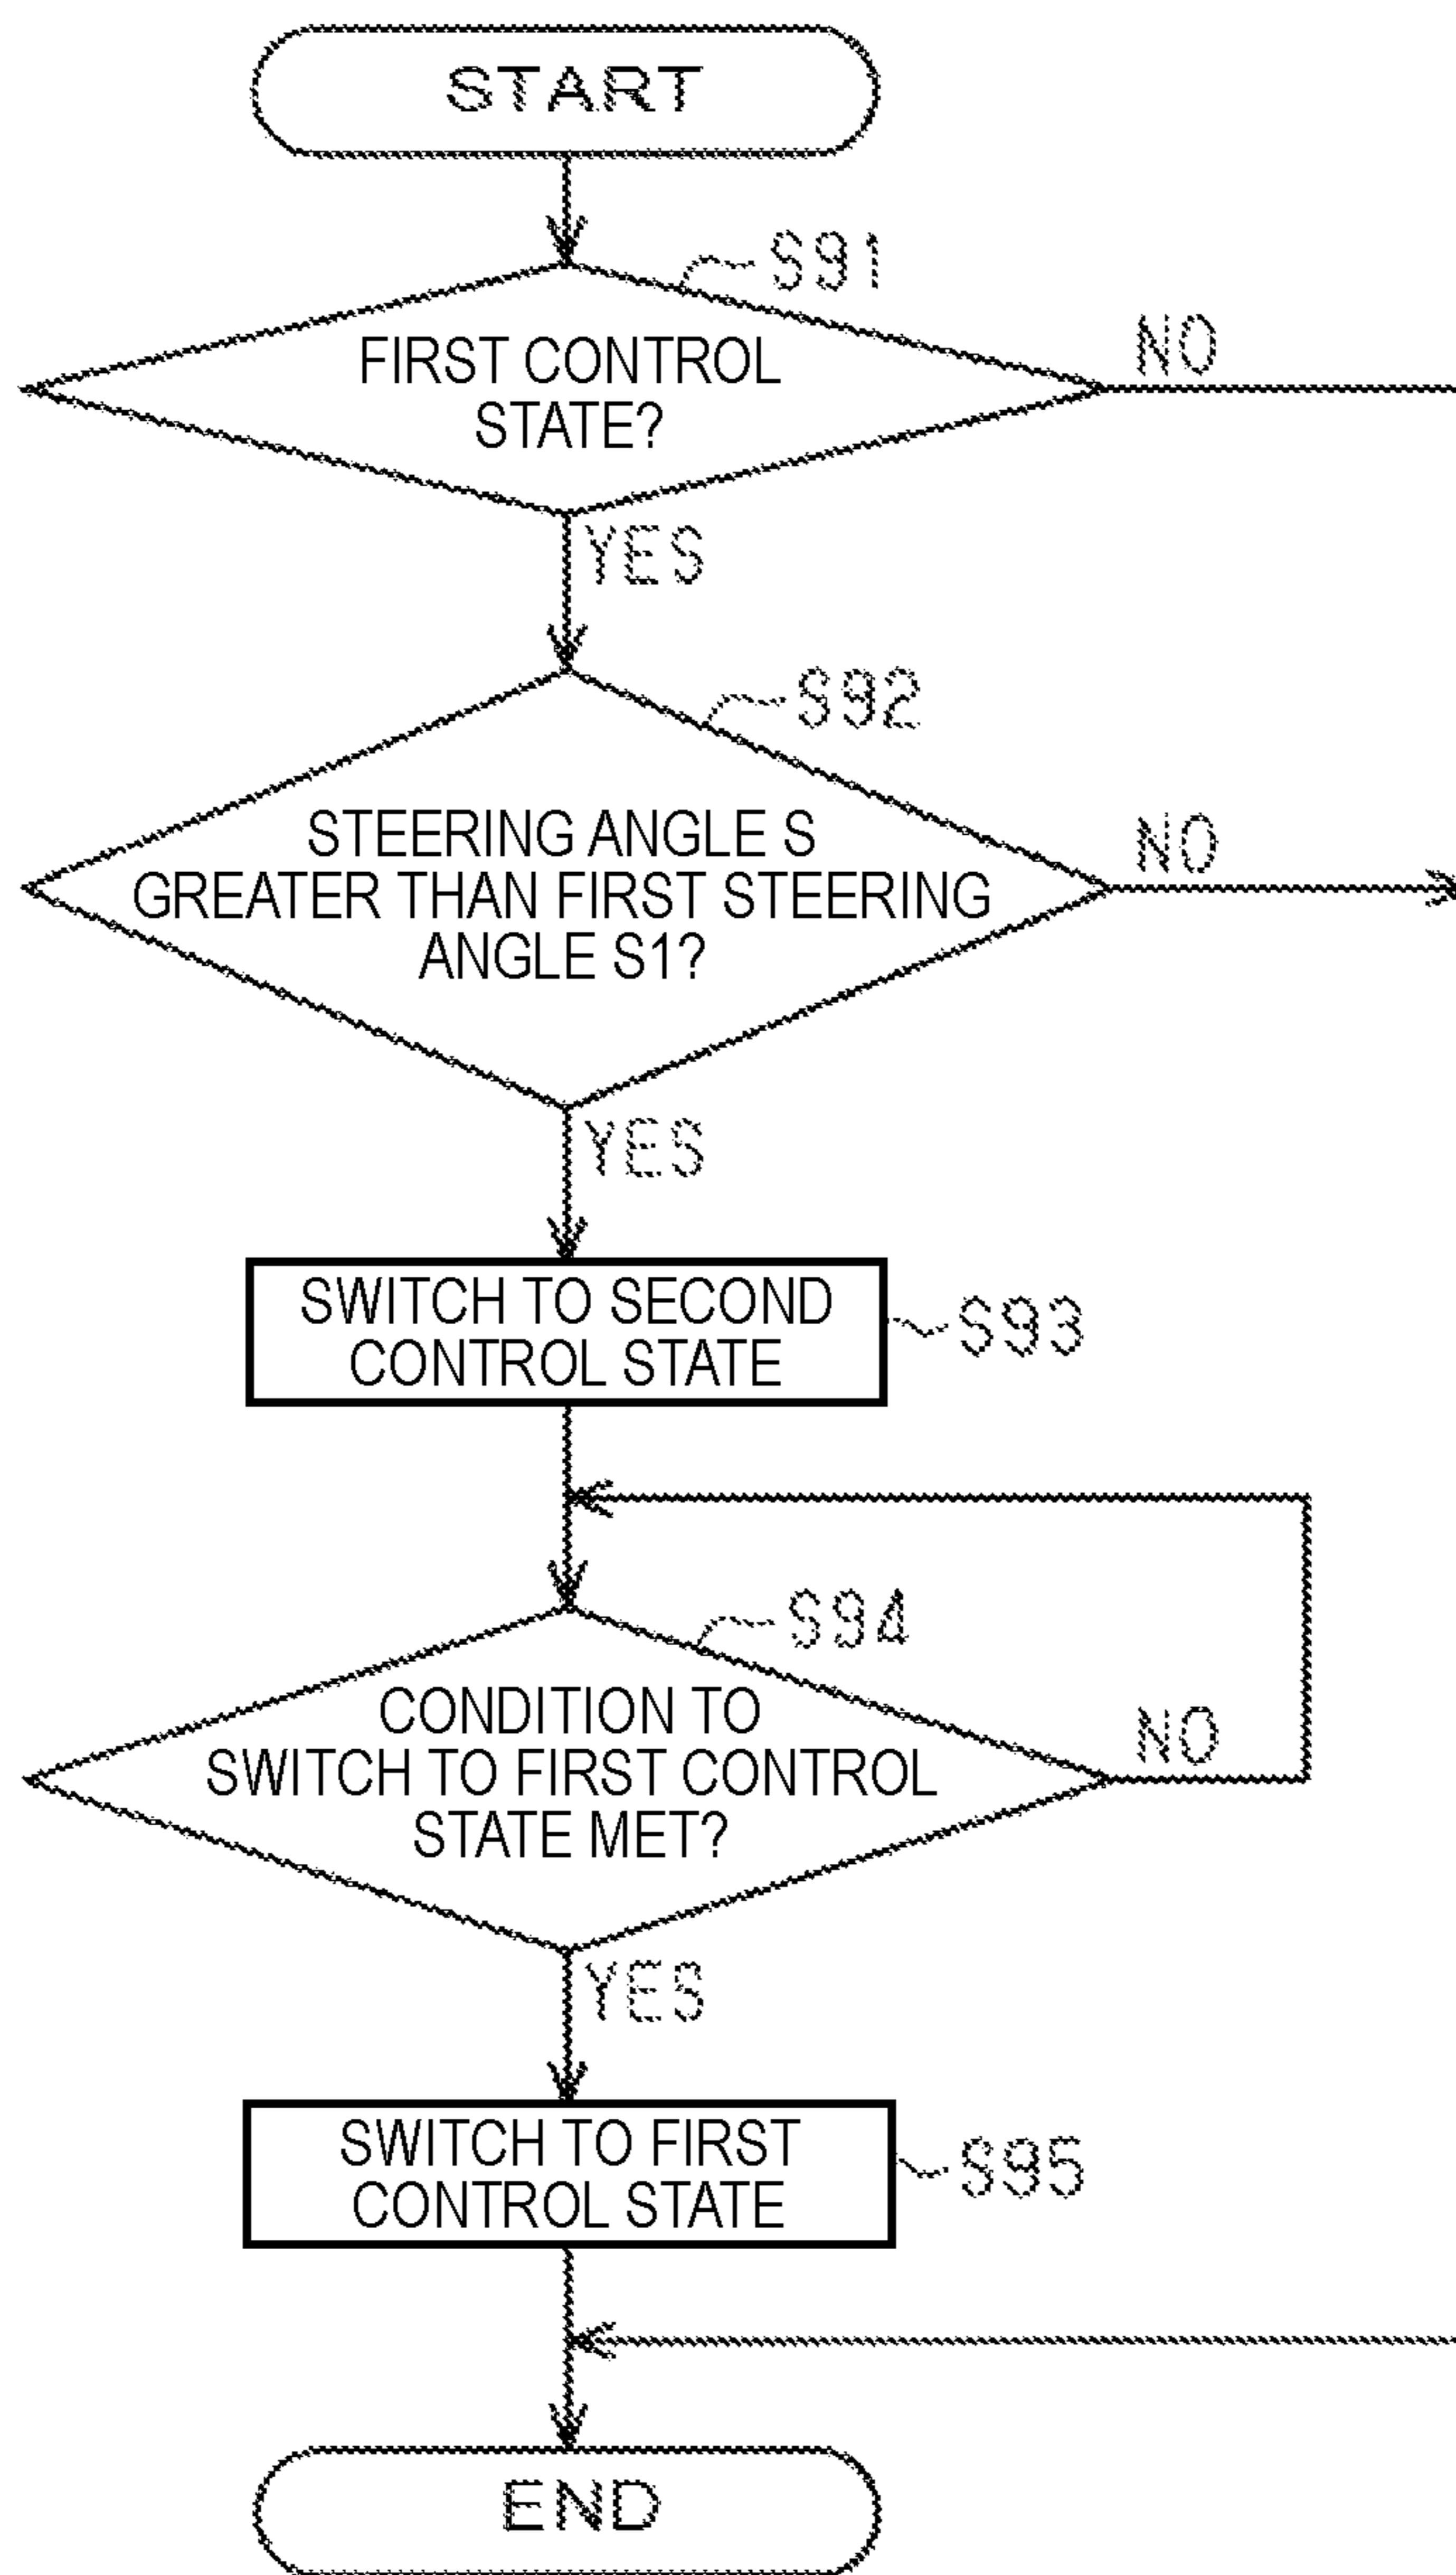 START
S91
FIRST CONTROL
STATE?
NO
YES
S92
STEERING ANGLE S
GREATER THAN FIRST STEERING
ANGLE S1?
NO
YES
SWITCH TO SECOND
CONTROL STATE
S93
S94
CONDITION TO
SWITCH TO FIRST CONTROL
STATE MET?
NO
YES
SWITCH TO FIRST
CONTROL STATE
S95
END